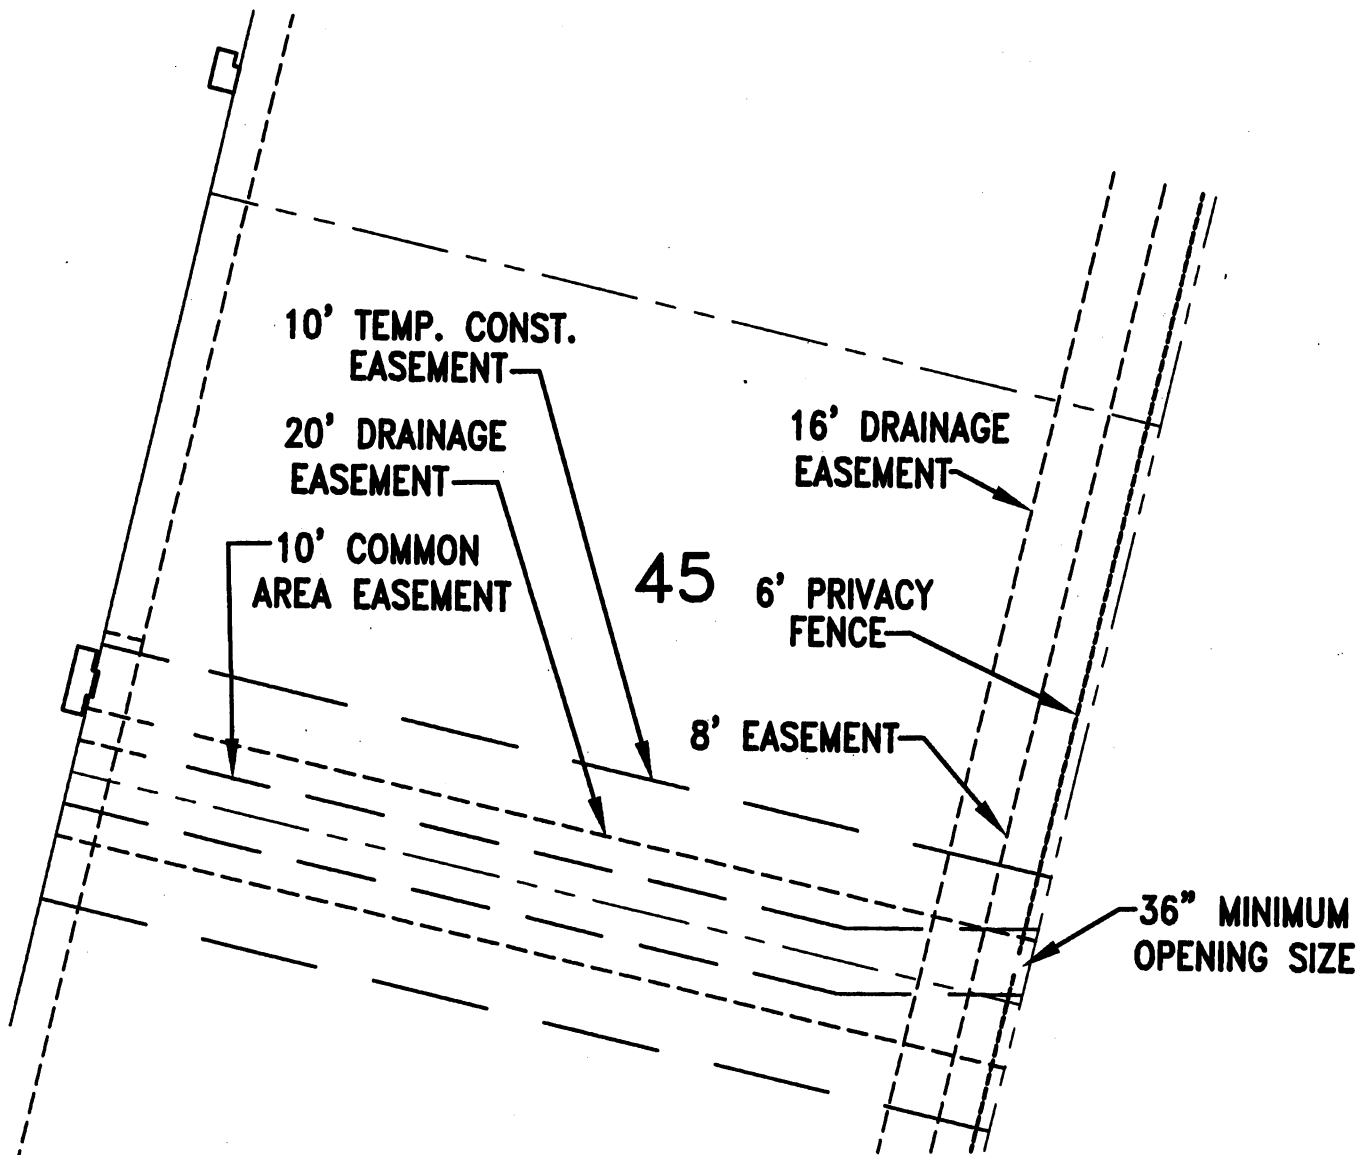 10' TEMP. CONST.
EASEMENT
20' DRAINAGE
EASEMENT
10' COMMON
AREA EASEMENT
45
16' DRAINAGE
EASEMENT
6' PRIVACY
FENCE
8' EASEMENT
36" MINIMUM
OPENING SIZE